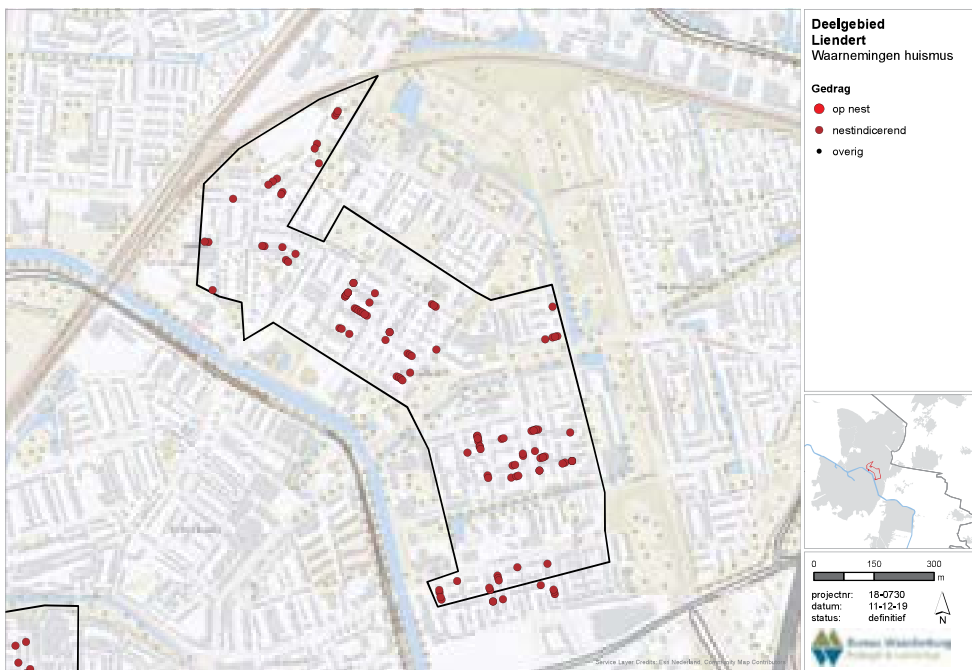 Deelgebied
Liendert
Waarnemingen huismus
Gedrag
op nest
nestindicerend
overig
0 150 300
m
projectnr: 18-0730
datum: 11-12-19
status: definitief
N
Service Layer Credits: Esri Nederland, Community Map Contributors